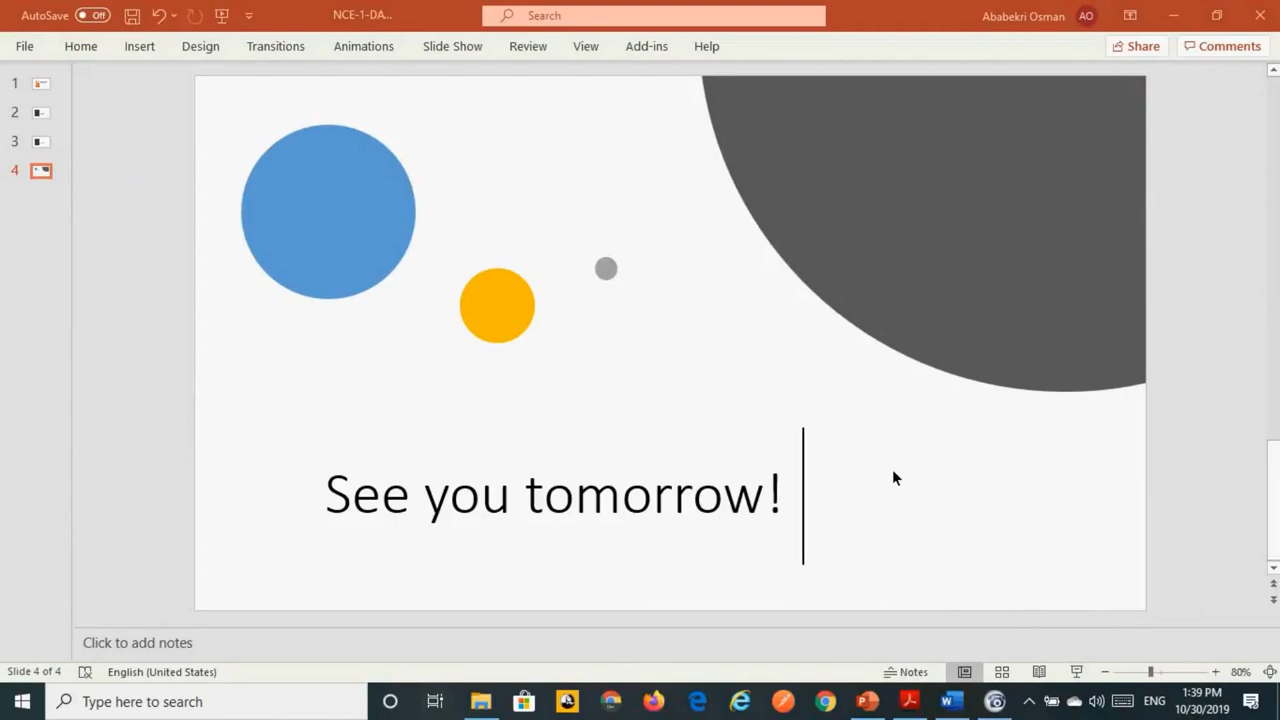 AutoSave Off NCE-1-DA... Search Ababekri Osman AO
File Home Insert Design Transitions Animations Slide Show Review View Add-ins Help Share Comments
1
2
3
4
See you tomorrow!
Click to add notes
Slide 4 of 4 English (United States) Notes 80%
Type here to search ENG 1:39 PM
10/30/2019